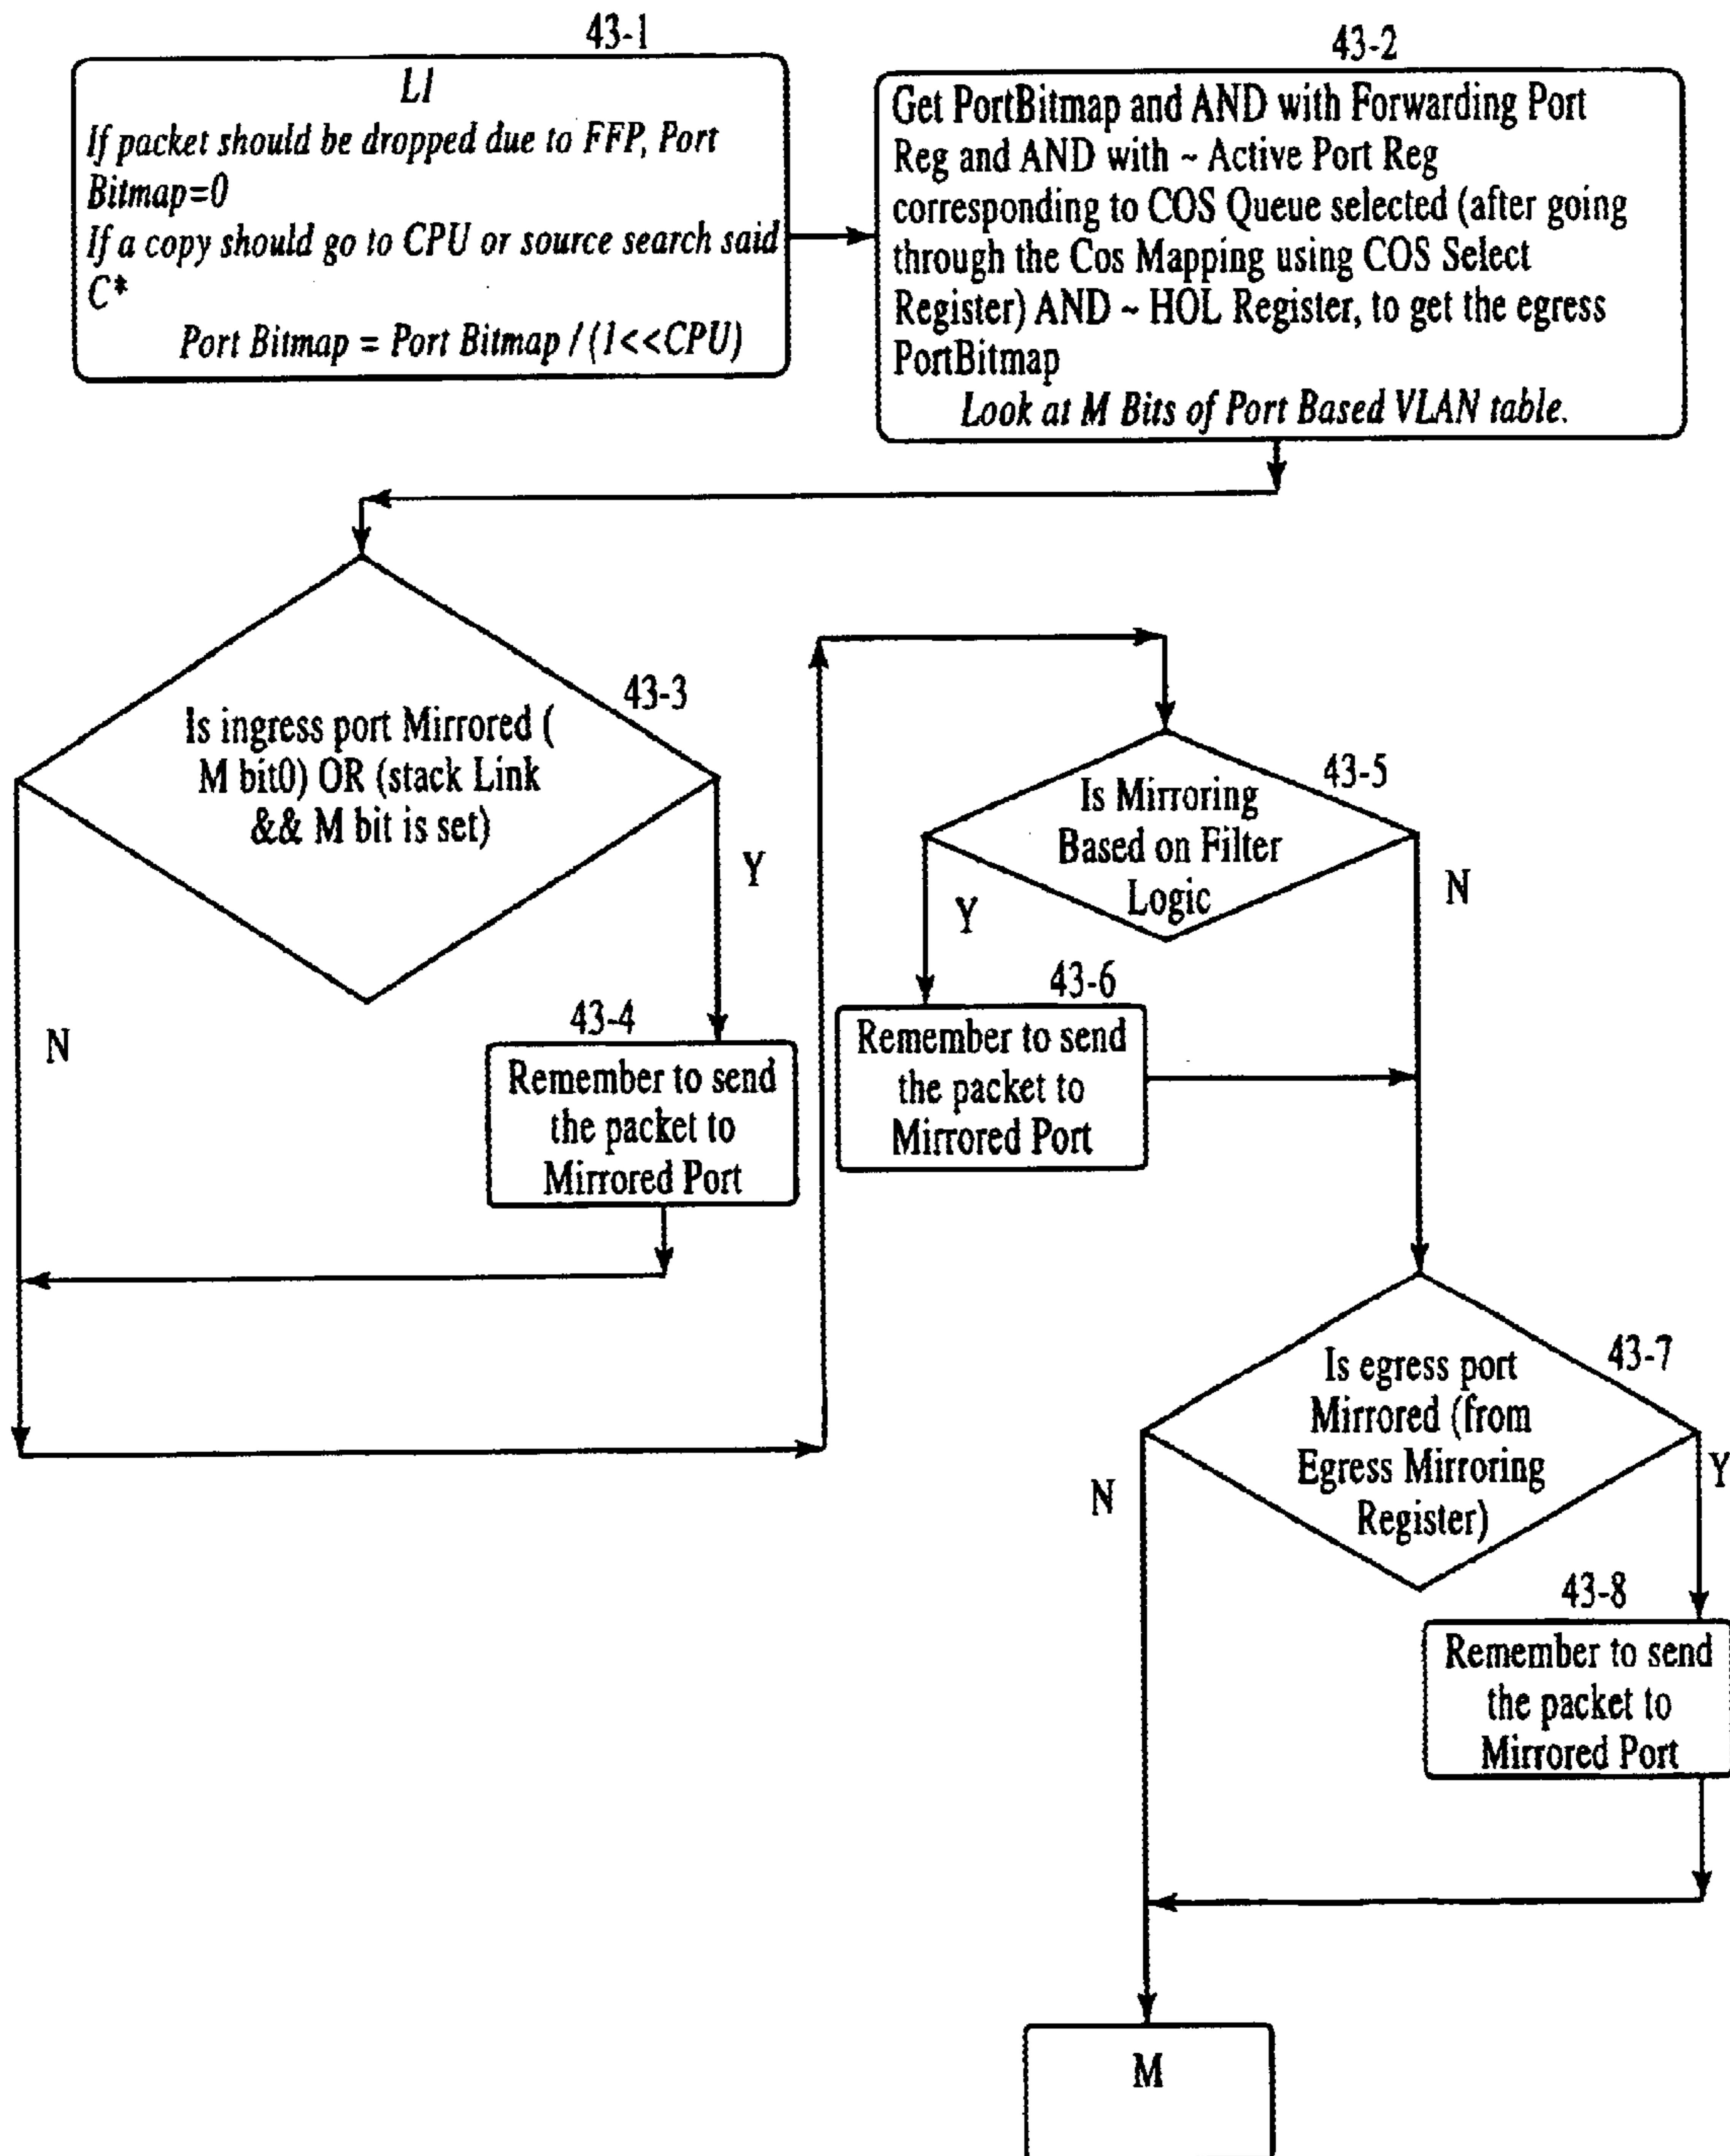 43-1
L1
If packet should be dropped due to FFP, Port
Bitmap=0
If a copy should go to CPU or source search said
C*
Port Bitmap = Port Bitmap / (1<<CPU)
43-2
Get PortBitmap and AND with Forwarding Port
Reg and AND with ~ Active Port Reg
corresponding to COS Queue selected (after going
through the Cos Mapping using COS Select
Register) AND ~ HOL Register, to get the egress
PortBitmap
Look at M Bits of Port Based VLAN table.
43-3
Is ingress port Mirrored (
M bit0) OR (stack Link
&& M bit is set)
Y
N
43-4
Remember to send
the packet to
Mirrored Port
43-5
Is Mirroring
Based on Filter
Logic
Y
N
43-6
Remember to send
the packet to
Mirrored Port
43-7
Is egress port
Mirrored (from
Egress Mirroring
Register)
N
Y
43-8
Remember to send
the packet to
Mirrored Port
M